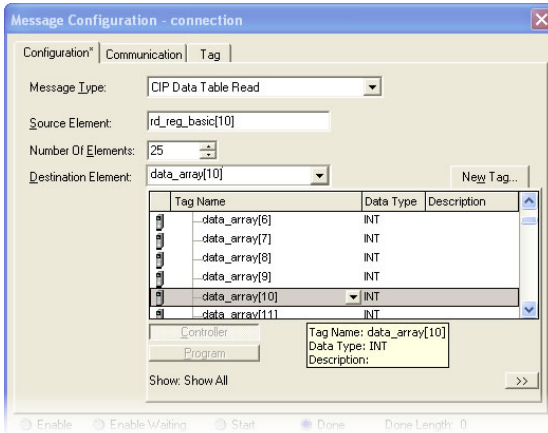 Message Configuration - connection
Configuration* Communication Tag
Message Type: CIP Data Table Read
Source Element: rd_reg_basic[10]
Number Of Elements: 25
Destination Element: data_array[10] New Tag...
Tag Name Data Type Description
data_array[6] INT
data_array[7] INT
data_array[8] INT
data_array[9] INT
data_array[10] INT
data_array[11] INT
Controller
Program
Tag Name: data_array[10]
Data Type: INT
Description:
Show: Show All >>
Enable Enable Waiting Start Done Done Length: 0